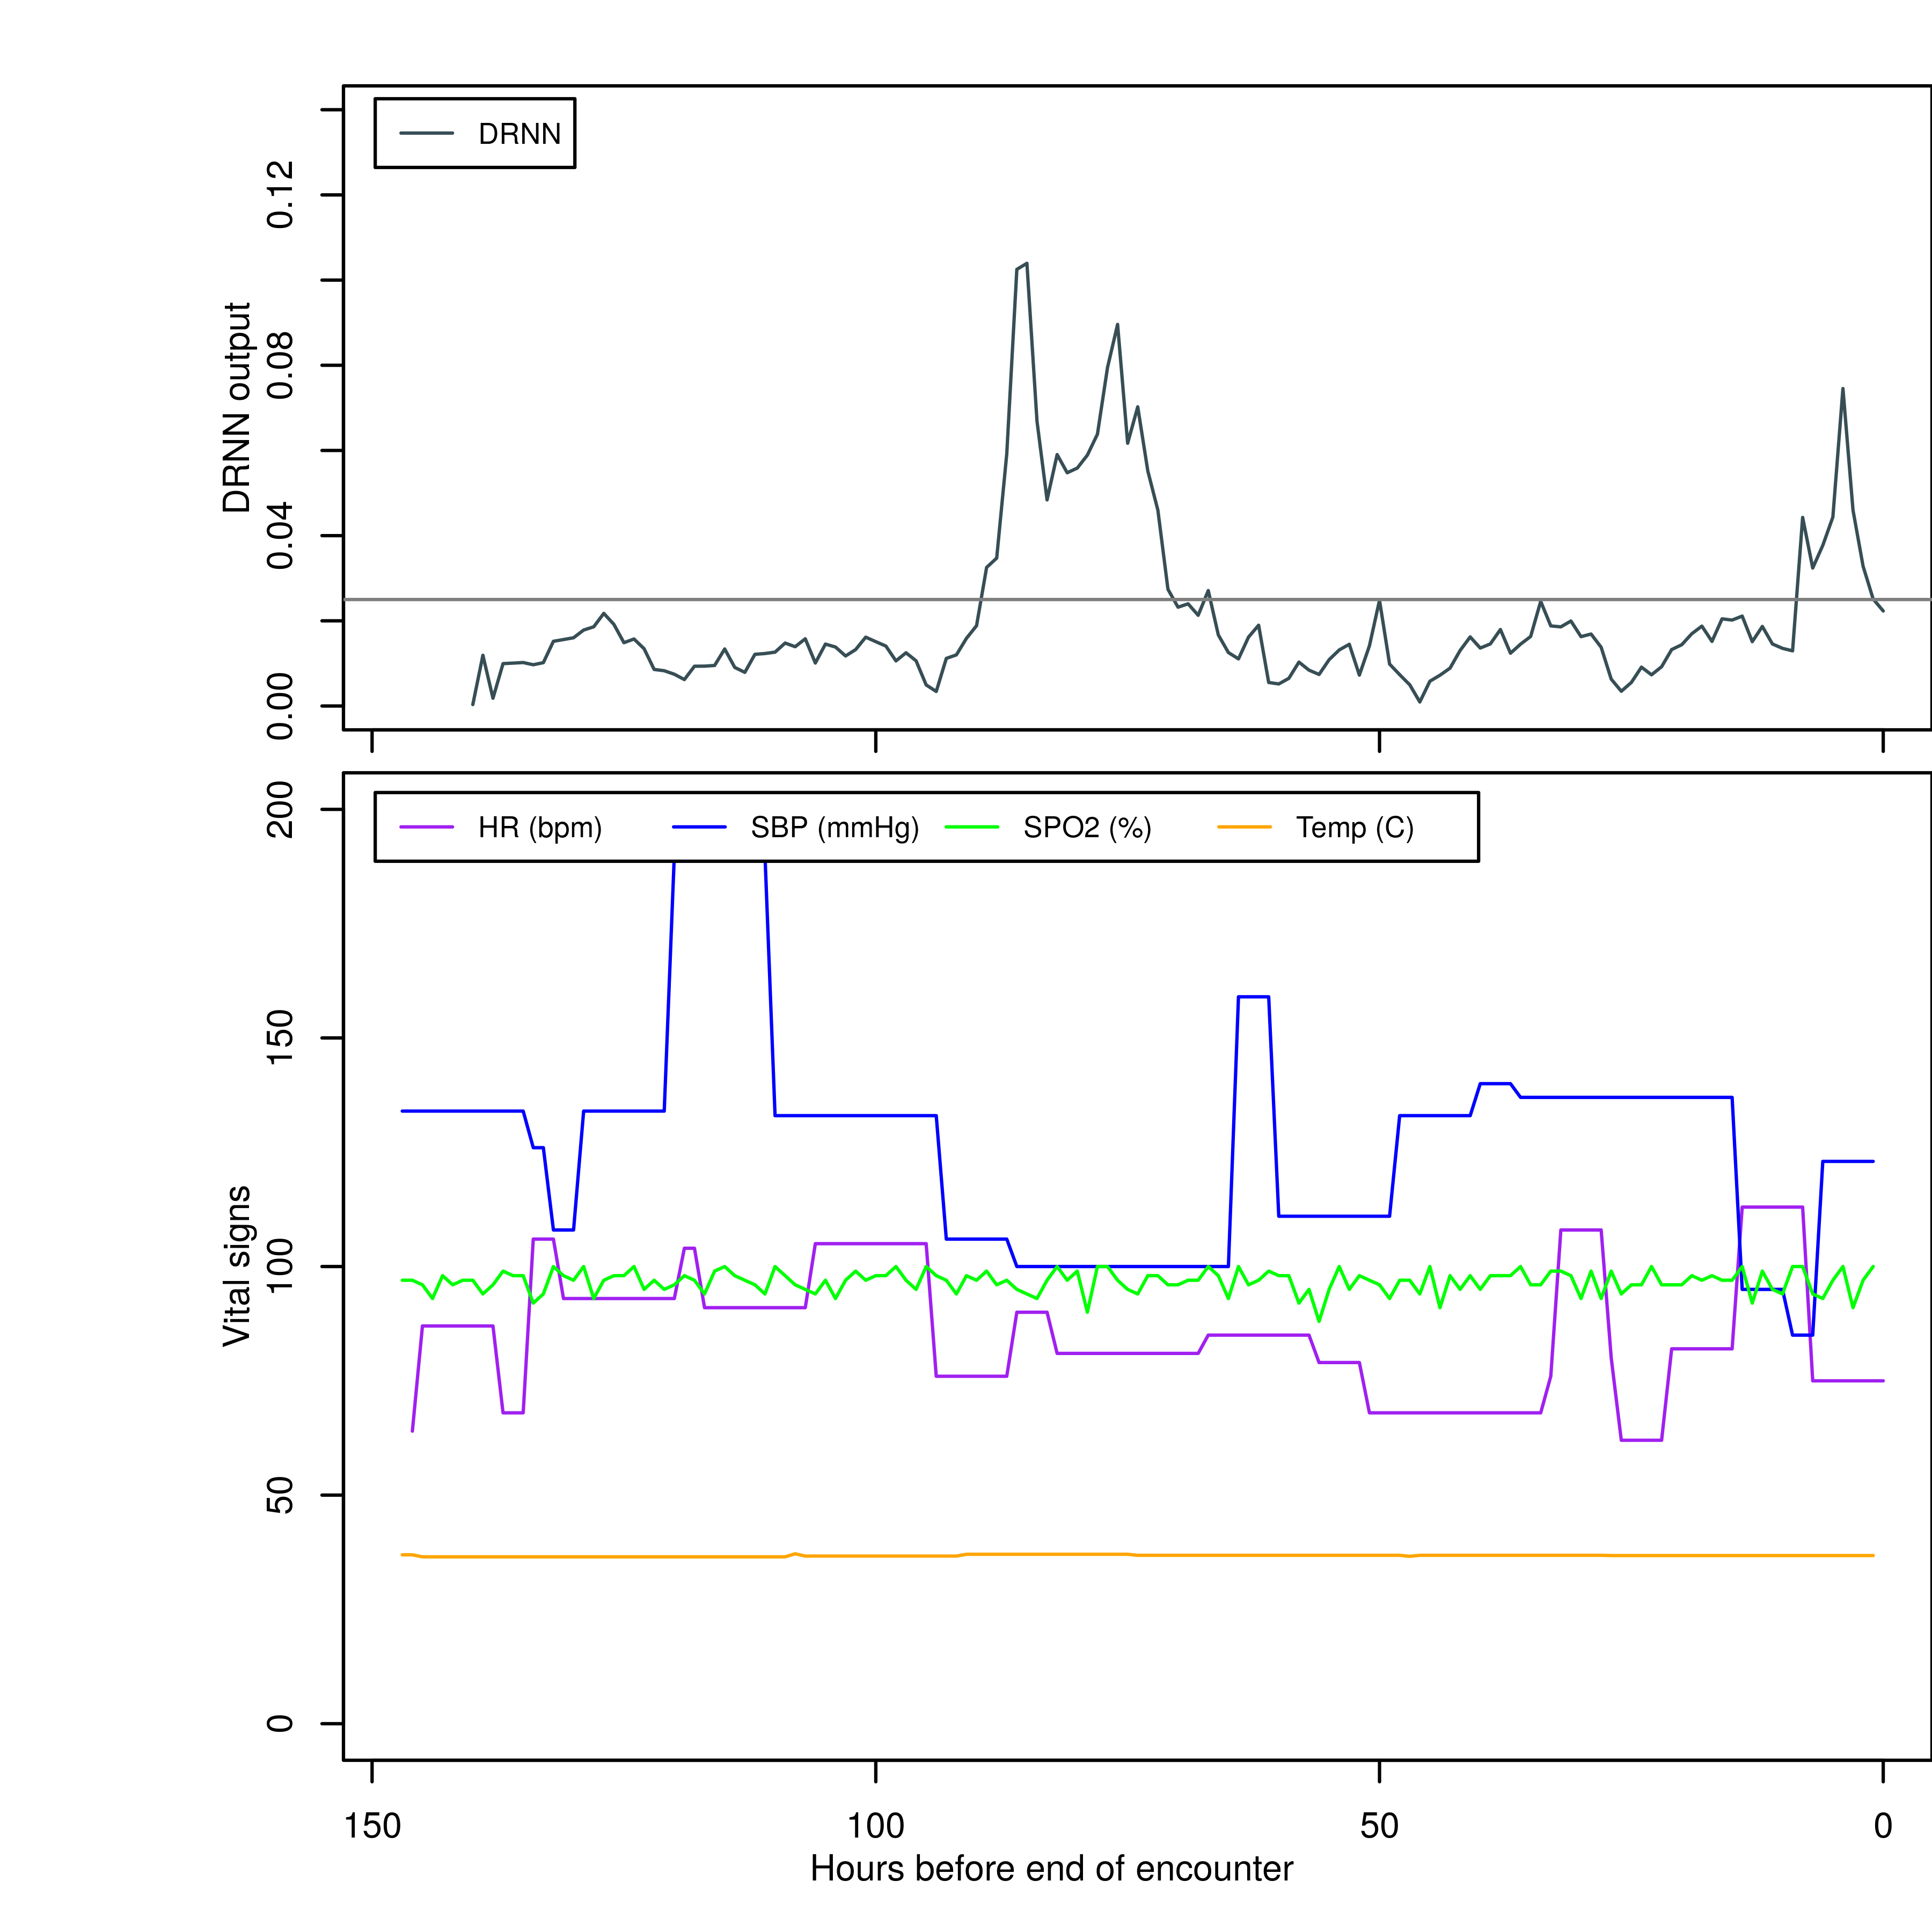 DRNN
DRNN output
0.12
0.08
0.04
0.00
HR (bpm) SBP (mmHg) SPO2 (%) Temp (C)
Vital signs
200
150
100
50
0
150 100 50 0
Hours before end of encounter